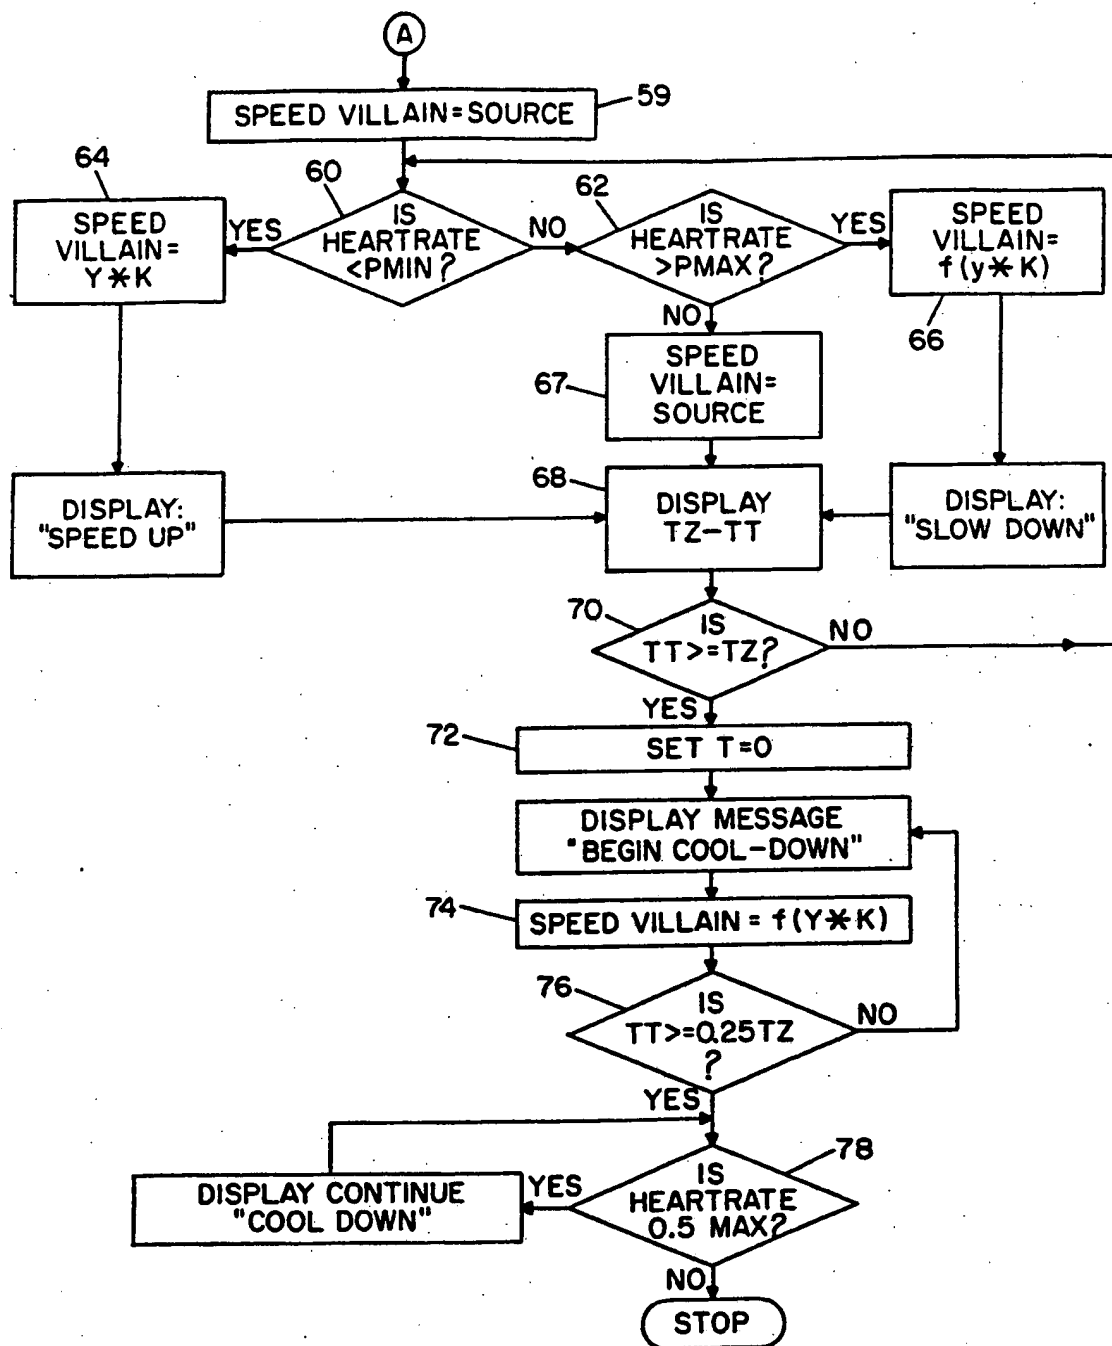 A
SPEED VILLAIN=SOURCE
59
64
SPEED
VILLAIN=
Y*K
YES
60
IS
HEARTRATE
<PMIN?
NO
62
IS
HEARTRATE
>PMAX?
YES
SPEED
VILLAIN=
f(y*K)
66
NO
67
SPEED
VILLAIN=
SOURCE
DISPLAY:
"SPEED UP"
68
DISPLAY
TZ-TT
DISPLAY:
"SLOW DOWN"
70
IS
TT>=TZ?
NO
YES
72
SET T=0
DISPLAY MESSAGE
"BEGIN COOL-DOWN"
74
SPEED VILLAIN = f(Y*K)
76
IS
TT>=0.25TZ
?
NO
YES
78
IS
HEARTRATE
0.5 MAX?
YES
DISPLAY CONTINUE
"COOL DOWN"
NO
STOP